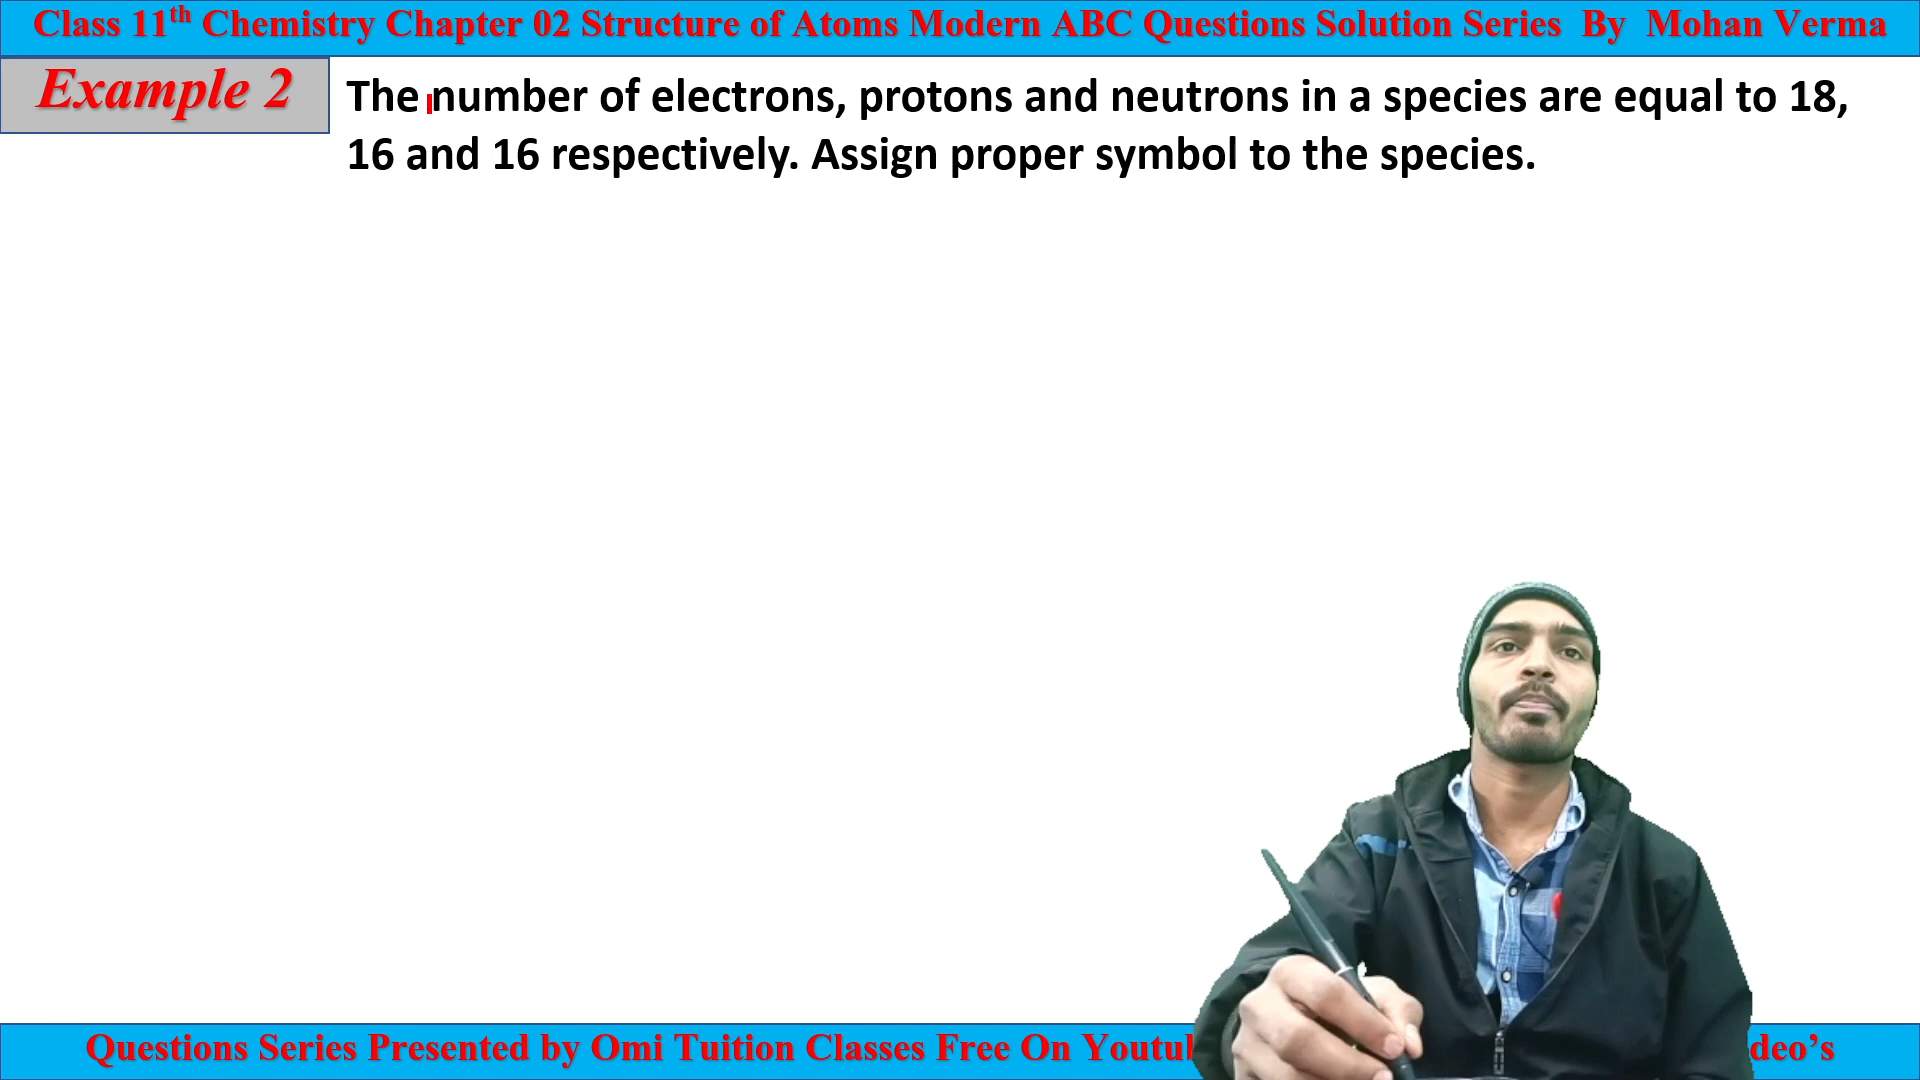 Class 11th Chemistry Chapter 02 Structure of Atoms Modern ABC Questions Solution Series By Mohan Verma
Example 2
The number of electrons, protons and neutrons in a species are equal to 18,
16 and 16 respectively. Assign proper symbol to the species.
Questions Series Presented by Omi Tuition Classes Free On